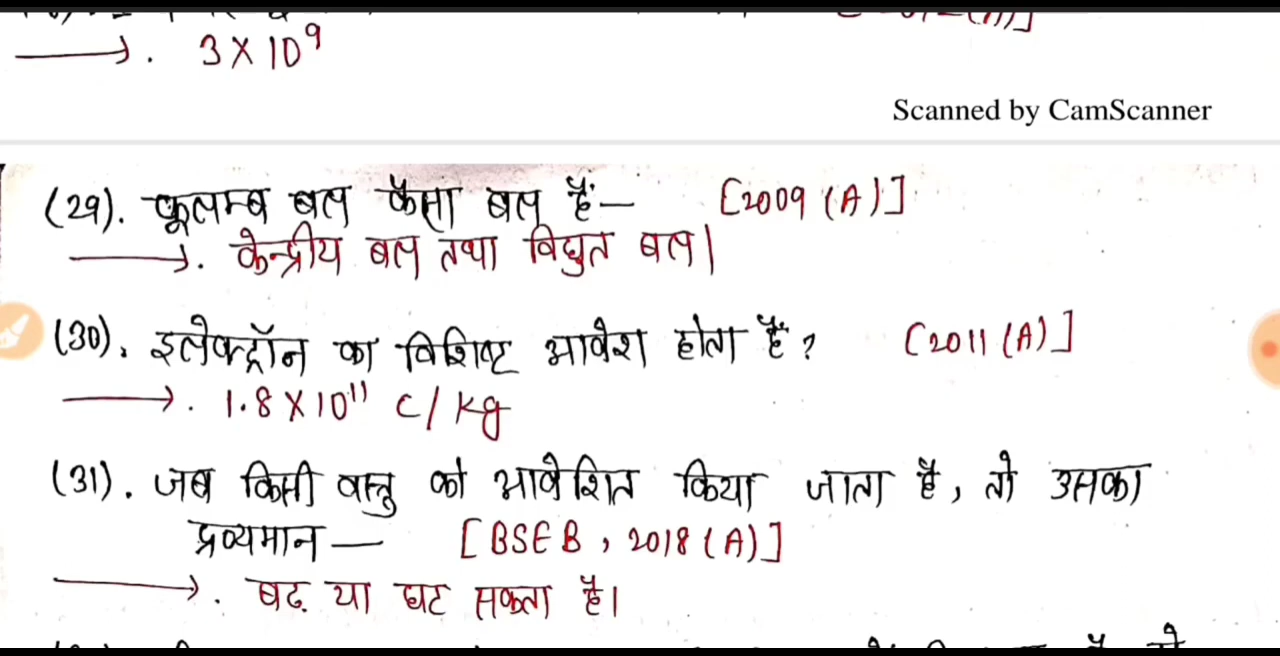 →. 3 X 10⁹
Scanned by CamScanner
(29). कूलम्ब बल कैसा बल है:— [2009 (A)]
→. केन्द्रीय बल तथा विद्युत बल।
(30). इलेक्ट्रॉन का विशिष्ट आवेश होता है:? [2011 (A)]
→. 1.8 X 10¹¹ C/Kg
(31). जब किसी वस्तु को आवेशित किया जाता है, तो उसका
द्रव्यमान — [BSEB, 2018 (A)]
→. बढ़ या घट सकता है।